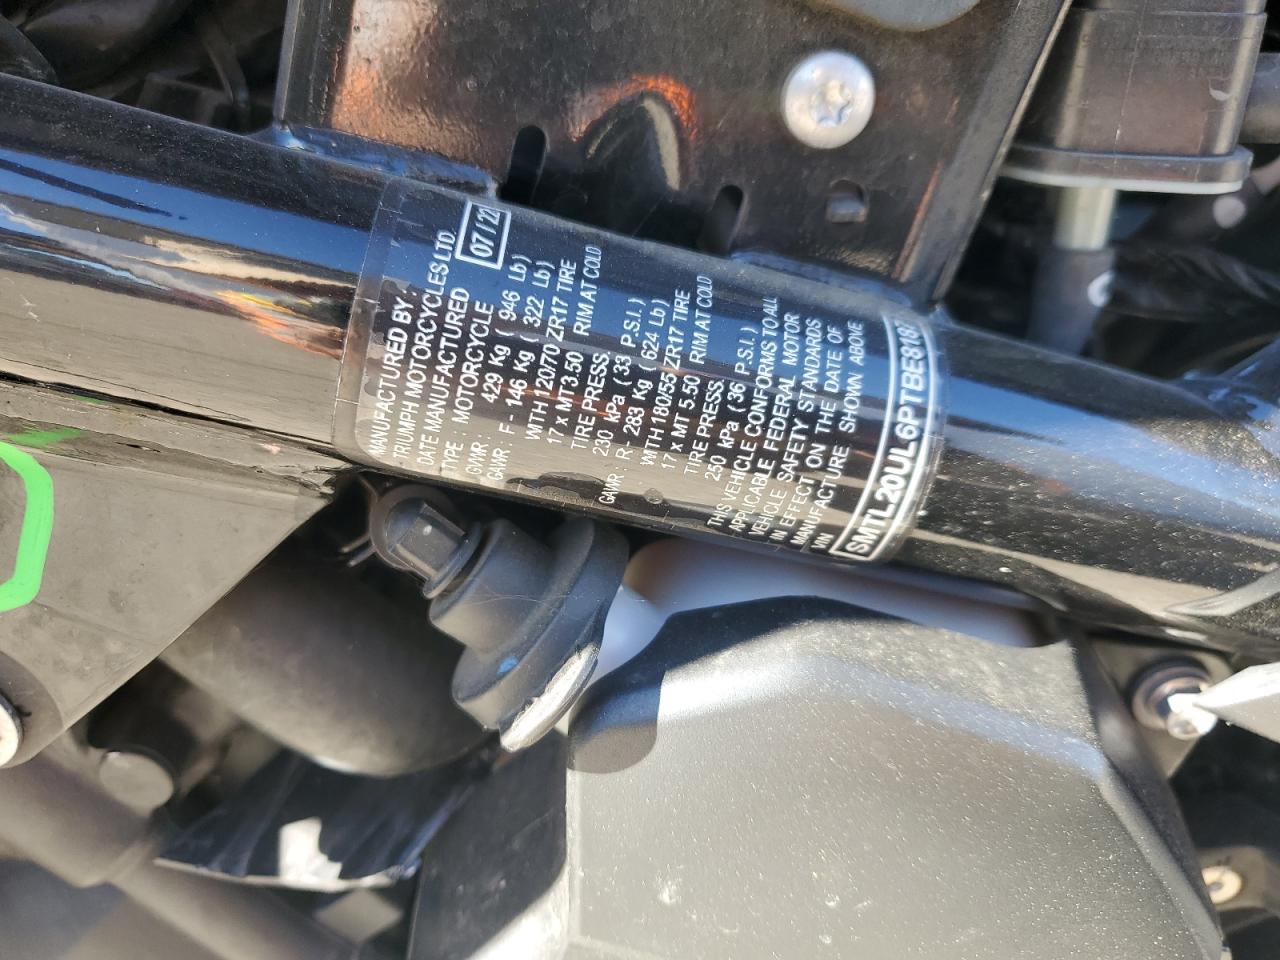 MANUFACTURED BY :
TRIUMPH MOTORCYCLES LTD.
DATE MANUFACTURED 07/22
TYPE : MOTORCYCLE
GVWR: 429 Kg ( 946 Lb)
GAWR: F - 146 Kg ( 322 Lb)
WITH 120/70 ZR17 TIRE
17 x MT3.50 RIM AT COLD
TIRE PRESS.
230 kPa ( 33 P.S.I. )
GAWR: R - 283 Kg ( 624 Lb)
WITH 180/55 ZR17 TIRE
17 x MT 5.50 RIM AT COLD
TIRE PRESS.
250 kPa ( 36 P.S.I. )
THIS VEHICLE CONFORMS TO ALL
APPLICABLE FEDERAL MOTOR
VEHICLE SAFETY STANDARDS
IN EFFECT ON THE DATE OF
MANUFACTURE SHOWN ABOVE
VIN